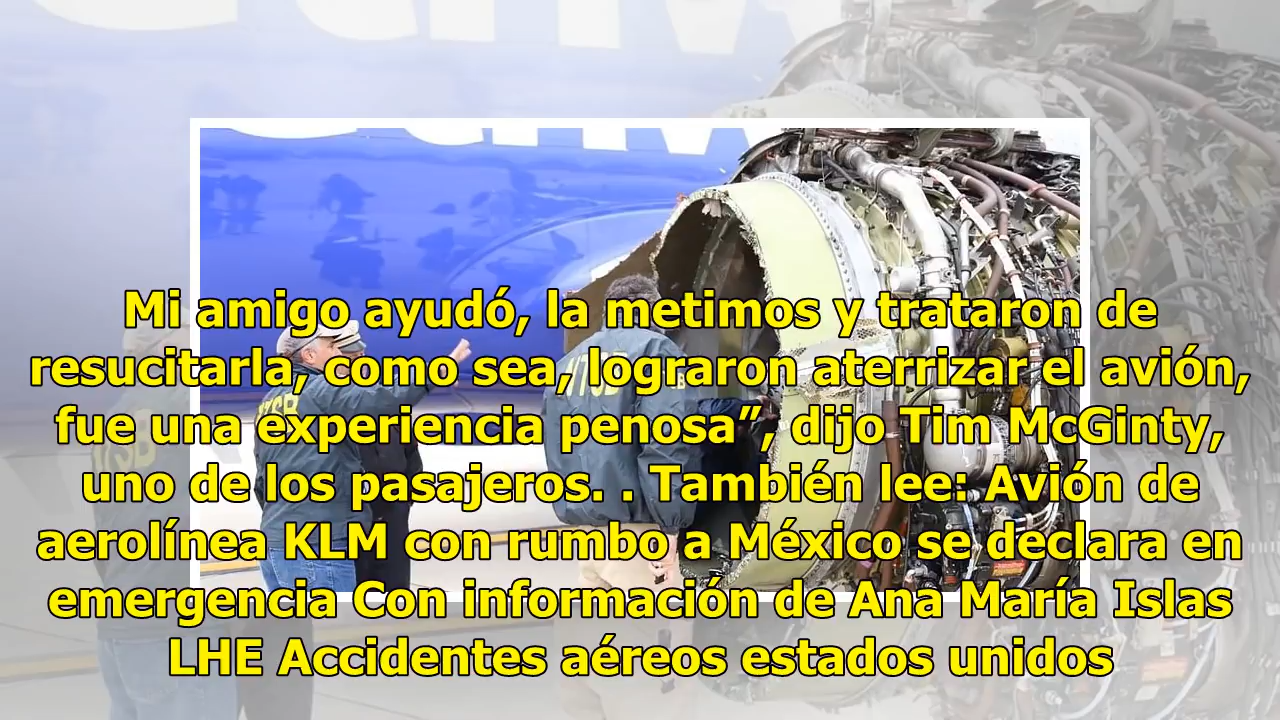 Mi amigo ayudó, la metimos y trataron de
resucitarla, como sea, lograron aterrizar el avión,
fue una experiencia penosa”, dijo Tim McGinty,
uno de los pasajeros. . También lee: Avión de
aerolínea KLM con rumbo a México se declara en
emergencia Con información de Ana María Islas
LHE Accidentes aéreos estados unidos
NTSB